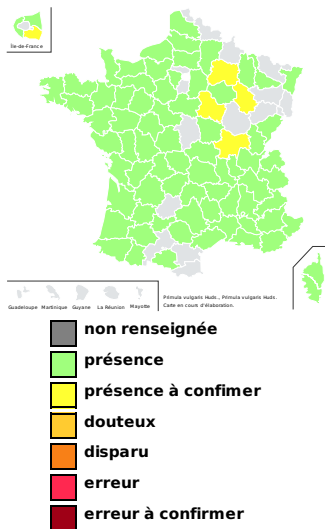 Île-de-France
Guadeloupe Martinique Guyane La Réunion Mayotte
Primula vulgaris Huds., Primula vulgaris Huds.
Carte en cours d'élaboration.
non renseignée
présence
présence à confimer
douteux
disparu
erreur
erreur à confirmer